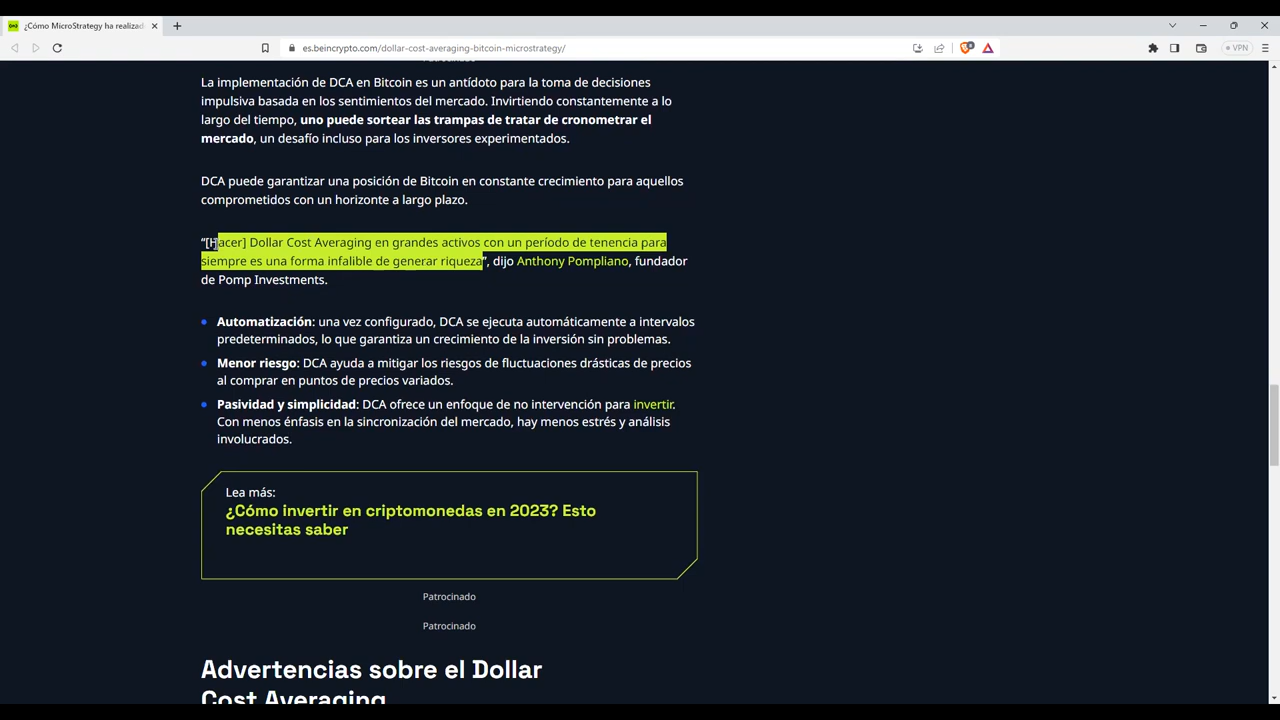 ¿Cómo MicroStrategy ha realizad
es.beincrypto.com/dollar-cost-averaging-bitcoin-microstrategy/
VPN
La implementación de DCA en Bitcoin es un antídoto para la toma de decisiones
impulsiva basada en los sentimientos del mercado. Invirtiendo constantemente a lo
largo del tiempo, uno puede sortear las trampas de tratar de cronometrar el
mercado, un desafío incluso para los inversores experimentados.
DCA puede garantizar una posición de Bitcoin en constante crecimiento para aquellos
comprometidos con un horizonte a largo plazo.
“[Hacer] Dollar Cost Averaging en grandes activos con un período de tenencia para
siempre es una forma infalible de generar riqueza”, dijo Anthony Pompliano, fundador
de Pomp Investments.
Automatización: una vez configurado, DCA se ejecuta automáticamente a intervalos
predeterminados, lo que garantiza un crecimiento de la inversión sin problemas.
Menor riesgo: DCA ayuda a mitigar los riesgos de fluctuaciones drásticas de precios
al comprar en puntos de precios variados.
Pasividad y simplicidad: DCA ofrece un enfoque de no intervención para invertir.
Con menos énfasis en la sincronización del mercado, hay menos estrés y análisis
involucrados.
Lea más:
¿Cómo invertir en criptomonedas en 2023? Esto
necesitas saber
Patrocinado
Patrocinado
Advertencias sobre el Dollar
Cost Averaging